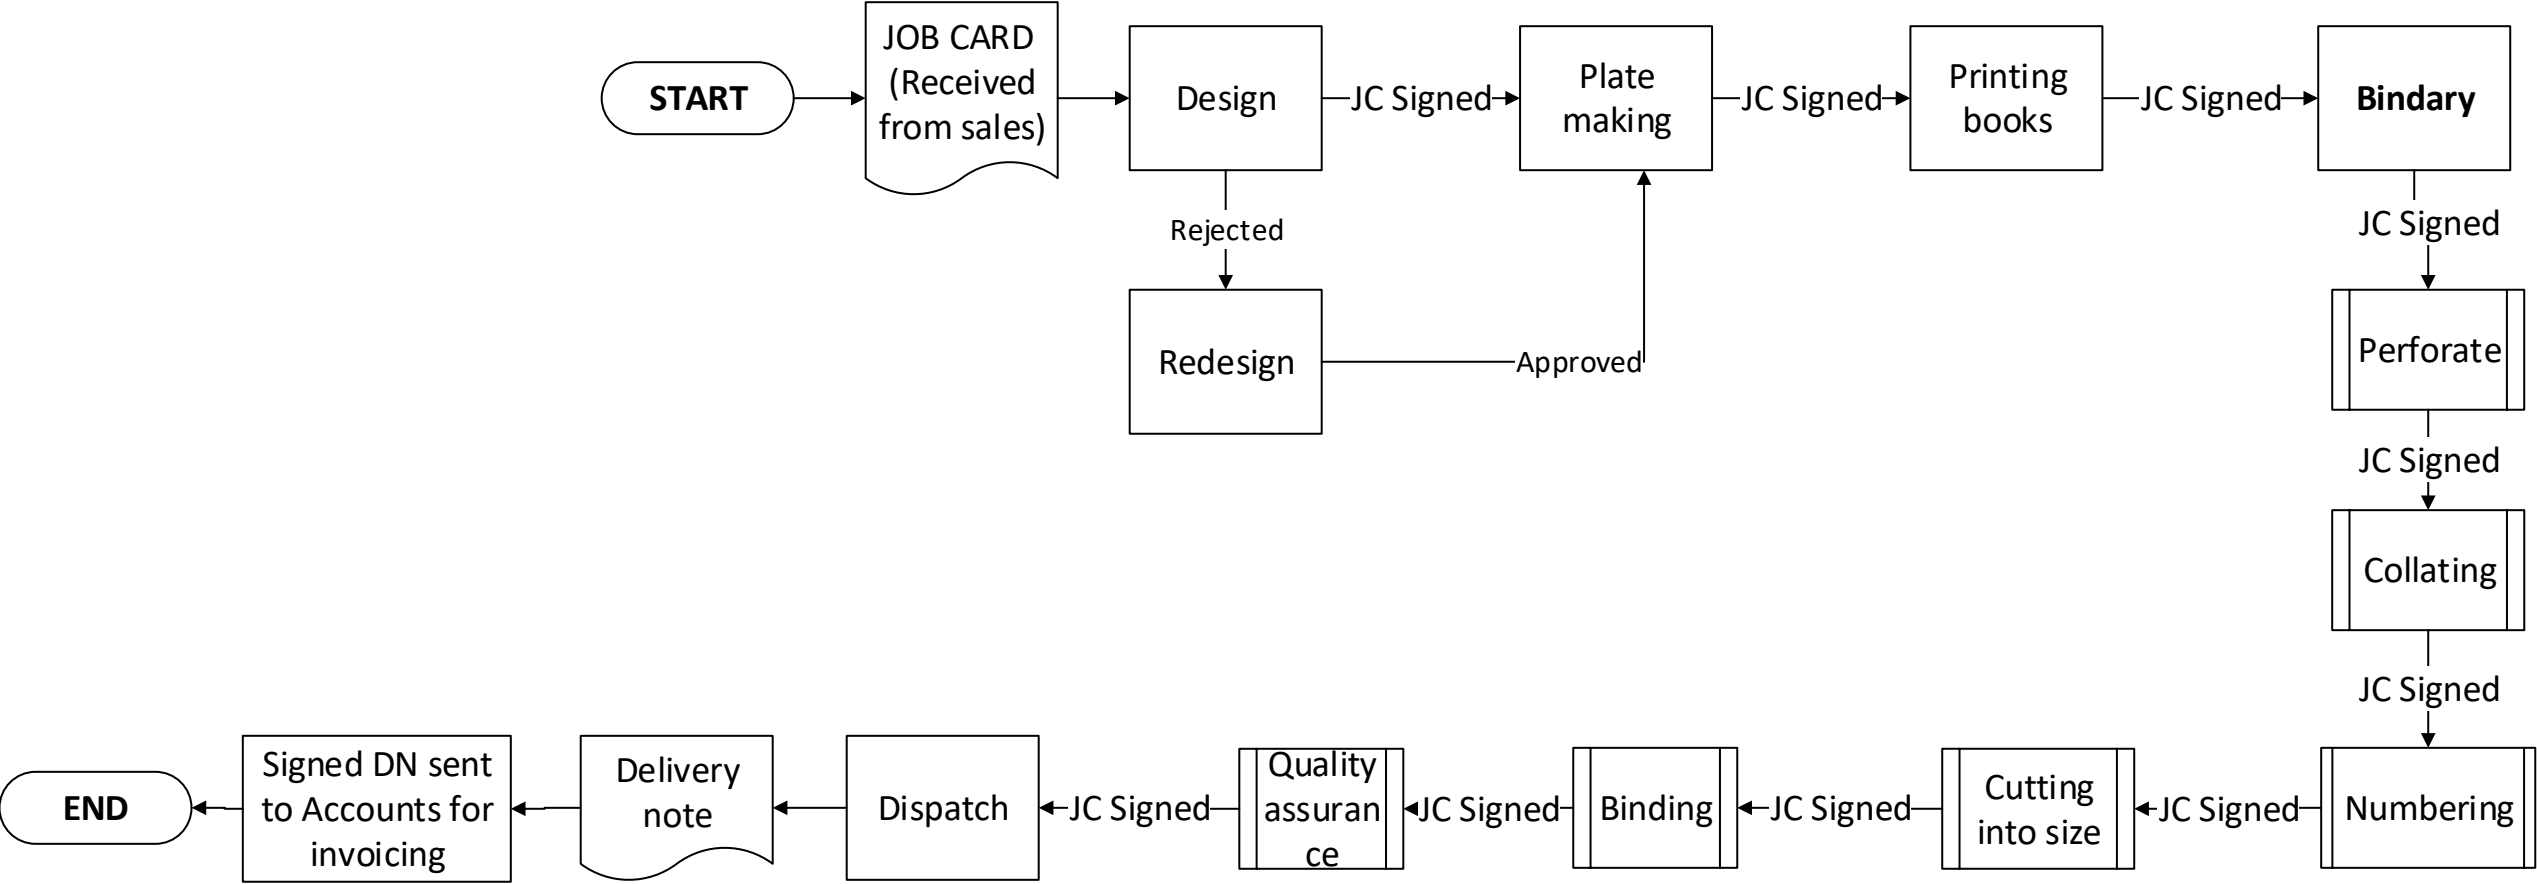 START
JOB CARD
(Received
from sales)
Design
JC Signed
Plate
making
JC Signed
Printing
books
JC Signed
Bindary
Rejected
JC Signed
Redesign
Approved
Perforate
JC Signed
Collating
JC Signed
Numbering
JC Signed
Cutting
into size
JC Signed
Binding
JC Signed
Quality
assuran
ce
JC Signed
Dispatch
Delivery
note
Signed DN sent
to Accounts for
invoicing
END